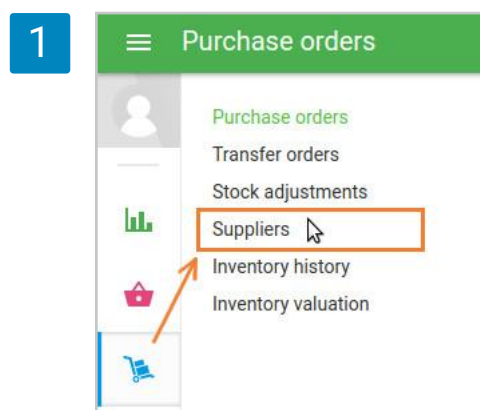 1
Purchase orders
Purchase orders
Transfer orders
Stock adjustments
Suppliers
Inventory history
Inventory valuation